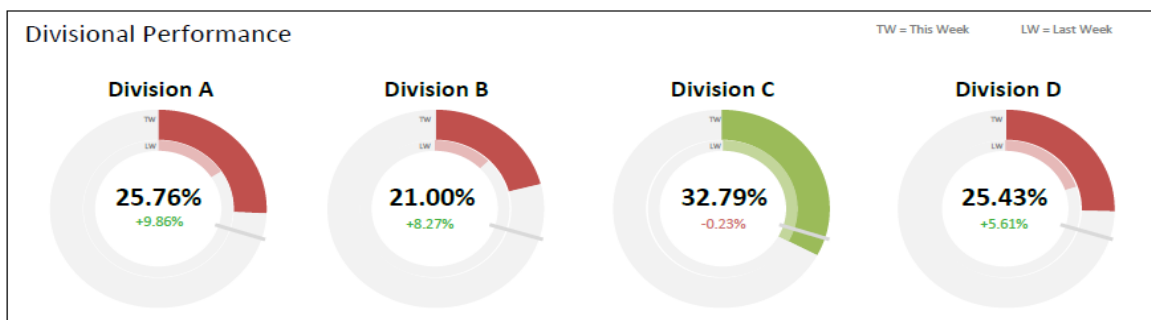 Divisional Performance
TW = This Week LW = Last Week
Division A Division B Division C Division D
TW TW TW TW
LW LW LW LW
25.76% 21.00% 32.79% 25.43%
+9.86% +8.27% -0.23% +5.61%